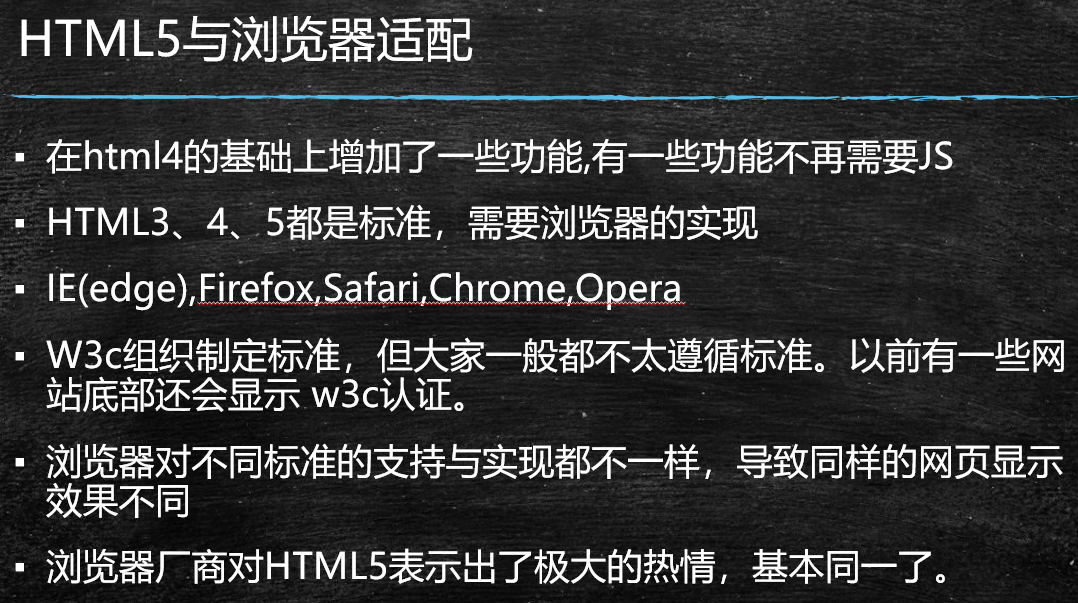 HTML5与浏览器适配
▪ 在html4的基础上增加了一些功能,有一些功能不再需要JS
▪ HTML3、4、5都是标准，需要浏览器的实现
▪ IE(edge),Firefox,Safari,Chrome,Opera
▪ W3c组织制定标准，但大家一般都不太遵循标准。以前有一些网
站底部还会显示 w3c认证。
▪ 浏览器对不同标准的支持与实现都不一样，导致同样的网页显示
效果不同
▪ 浏览器厂商对HTML5表示出了极大的热情，基本同一了。